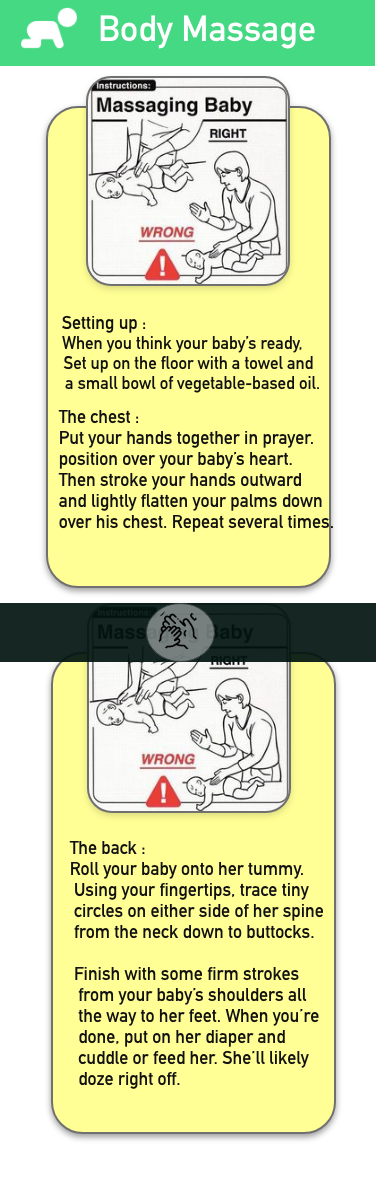 Body Massage
Instructions:
Massaging Baby
RIGHT
WRONG
Setting up :
When you think your baby's ready,
Set up on the floor with a towel and
a small bowl of vegetable-based oil.
The chest :
Put your hands together in prayer.
position over your baby's heart.
Then stroke your hands outward
and lightly flatten your palms down
over his chest. Repeat several times.
Instructions:
Massaging Baby
RIGHT
WRONG
The back :
Roll your baby onto her tummy.
Using your fingertips, trace tiny
circles on either side of her spine
from the neck down to buttocks.
Finish with some firm strokes
from your baby's shoulders all
the way to her feet. When you're
done, put on her diaper and
cuddle or feed her. She'll likely
doze right off.